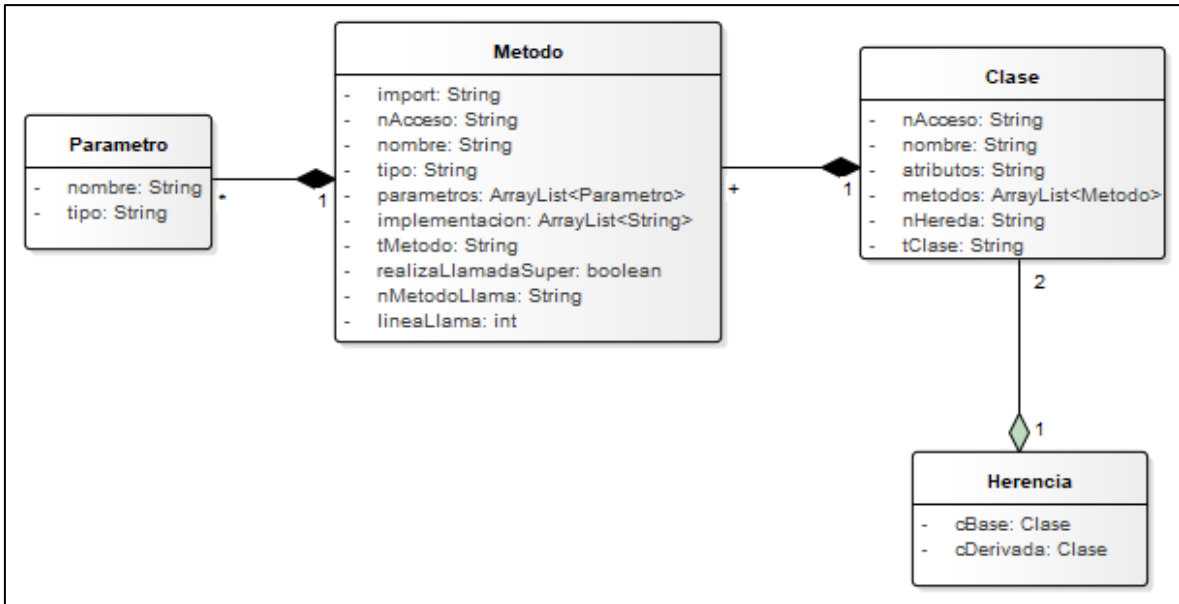 Parametro
- nombre: String
- tipo: String
*
1
Metodo
- import: String
- nAcceso: String
- nombre: String
- tipo: String
- parametros: ArrayList<Parametro>
- implementacion: ArrayList<String>
- tMetodo: String
- realizaLlamadaSuper: boolean
- nMetodoLlama: String
- lineaLlama: int
+
1
Clase
- nAcceso: String
- nombre: String
- atributos: String
- metodos: ArrayList<Metodo>
- nHereda: String
- tClase: String
2
1
Herencia
- cBase: Clase
- cDerivada: Clase